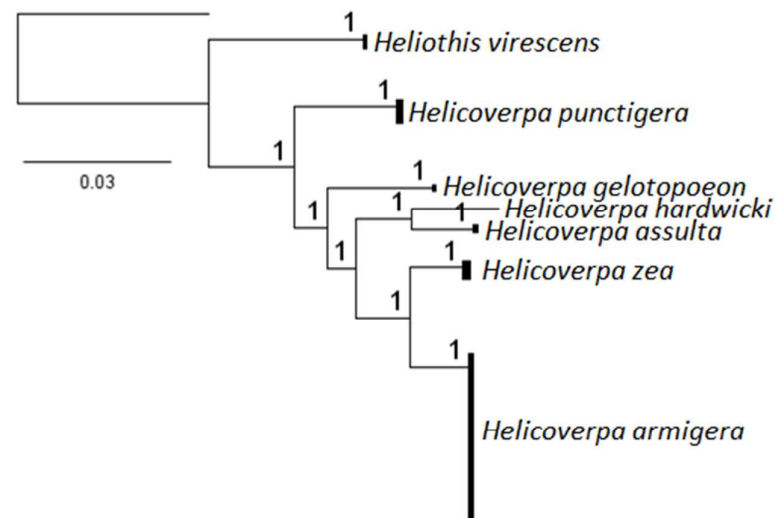 1
Heliothis virescens
1
Helicoverpa punctigera
1
0.03
1
Helicoverpa gelotopoeon
1
1
1
Helicoverpa hardwicki
Helicoverpa assulta
1
1
Helicoverpa zea
1
1
Helicoverpa armigera